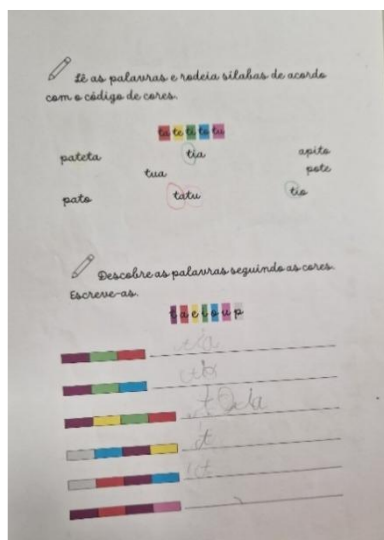 Lê as palavras e rodeia sílabas de acordo
com o código de cores.
ta te ti to tu
pateta tia apito
tua pote
pato tatu tio
Descobre as palavras seguindo as cores.
Escreve-as.
t a e i o u p
tia